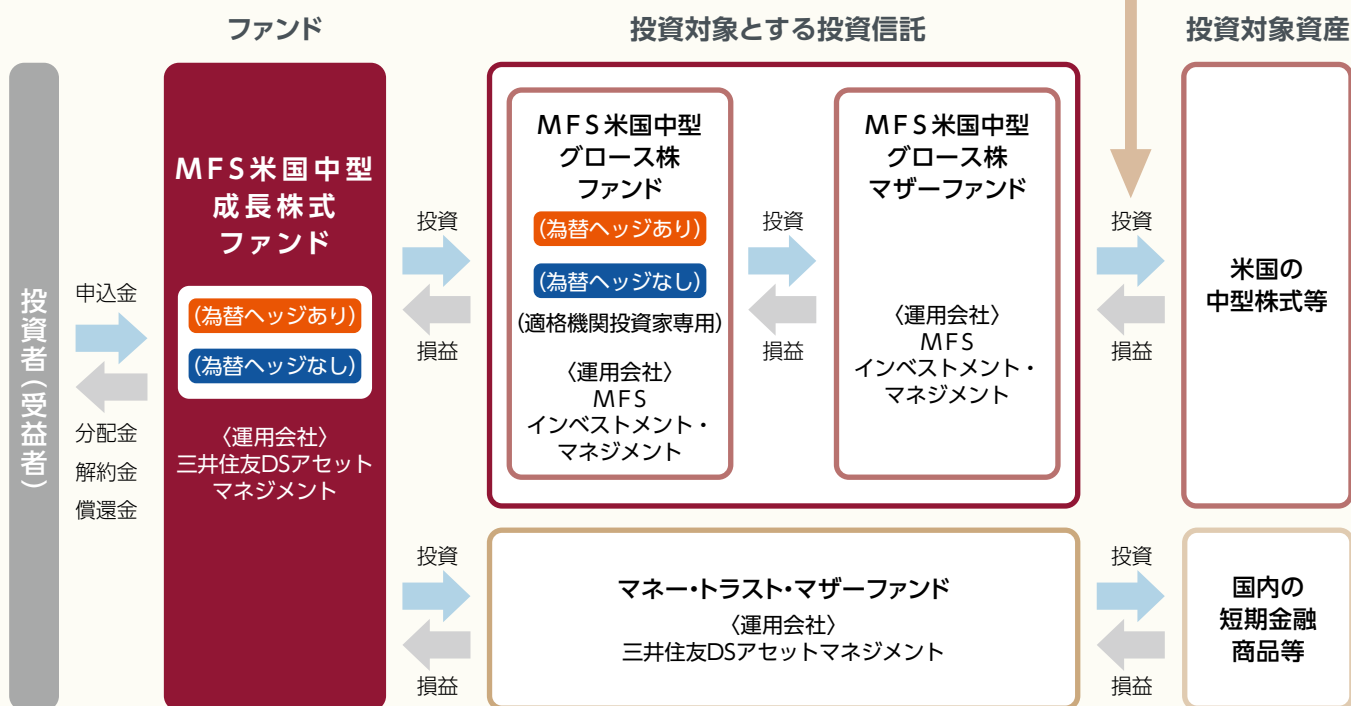 ファンド
投資対象とする投資信託
投資対象資産
投資者(受益者)
申込金
分配金
解約金
償還金
MFS米国中型
成長株式
ファンド
(為替ヘッジあり)
(為替ヘッジなし)
〈運用会社〉
三井住友DSアセット
マネジメント
投資
損益
MFS米国中型
グロース株
ファンド
(為替ヘッジあり)
(為替ヘッジなし)
(適格機関投資家専用)
〈運用会社〉
MFS
インベストメント・
マネジメント
投資
損益
MFS米国中型
グロース株
マザーファンド
〈運用会社〉
MFS
インベストメント・
マネジメント
投資
損益
米国の
中型株式等
投資
損益
マネー・トラスト・マザーファンド
〈運用会社〉
三井住友DSアセットマネジメント
投資
損益
国内の
短期金融
商品等